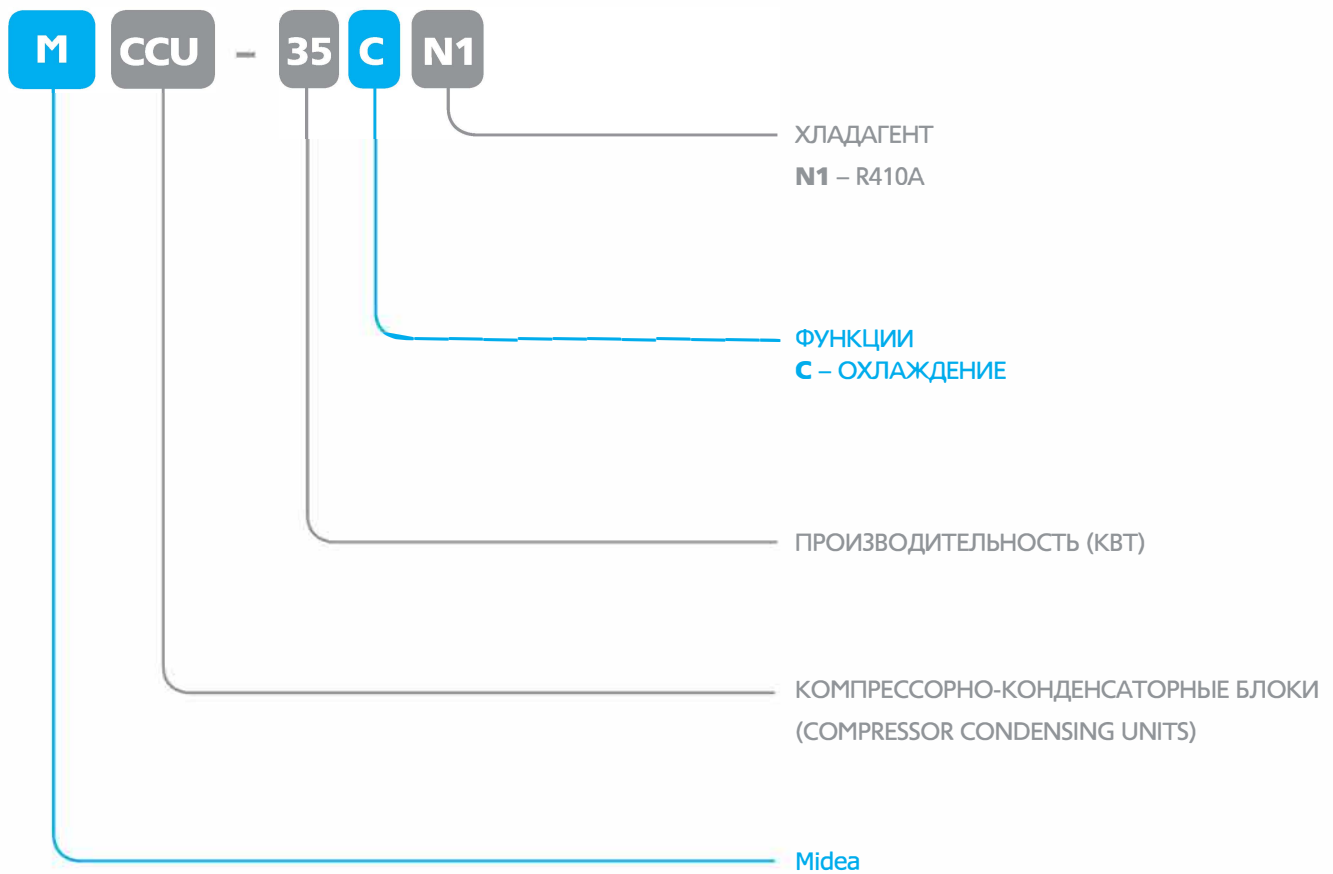 M CCU - 35 C N1
ХЛАДАГЕНТ
N1 – R410A
ФУНКЦИИ
C – ОХЛАЖДЕНИЕ
ПРОИЗВОДИТЕЛЬНОСТЬ (КВТ)
КОМПРЕССОРНО-КОНДЕНСАТОРНЫЕ БЛОКИ
(COMPRESSOR CONDENSING UNITS)
Midea